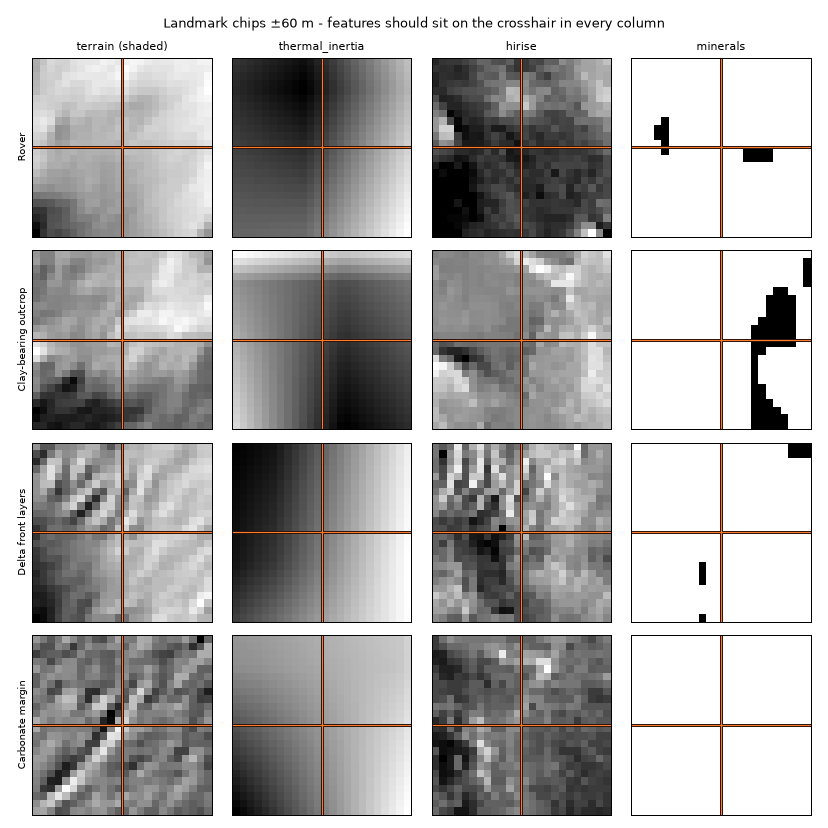 Landmark chips ±60 m - features should sit on the crosshair in every column
terrain (shaded)
thermal_inertia
hirise
minerals
Rover
Clay-bearing outcrop
Delta front layers
Carbonate margin